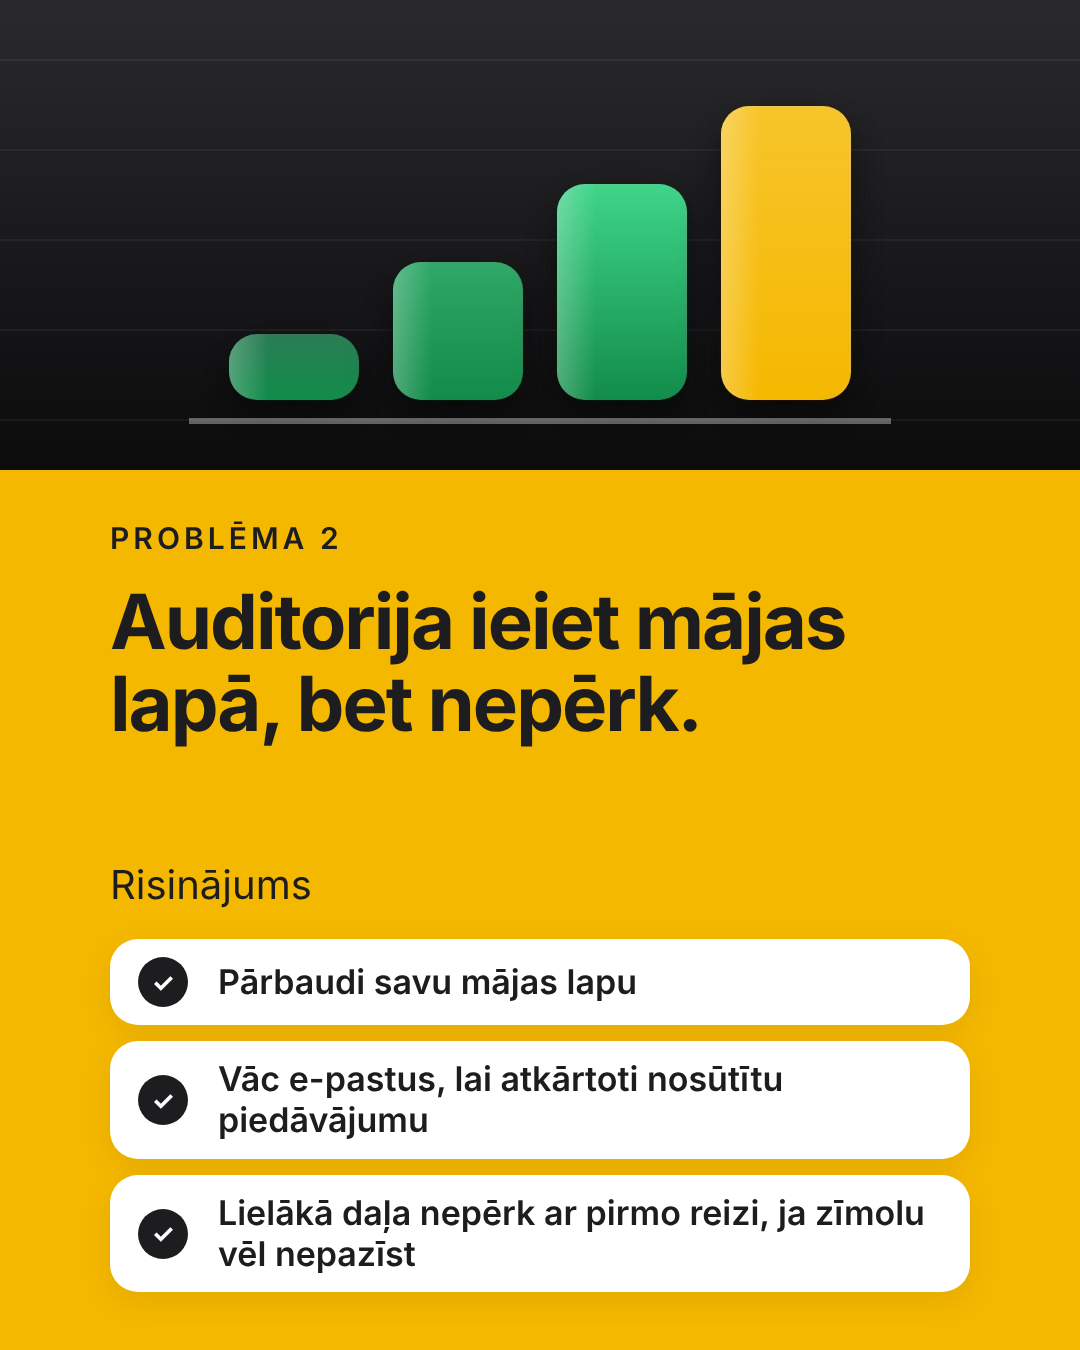 PROBLĒMA 2
Auditorija ieiet mājas
lapā, bet nepērk.
Risinājums
Pārbaudi savu mājas lapu
Vāc e-pastus, lai atkārtoti nosūtītu
piedāvājumu
Lielākā daļa nepērk ar pirmo reizi, ja zīmolu
vēl nepazīst